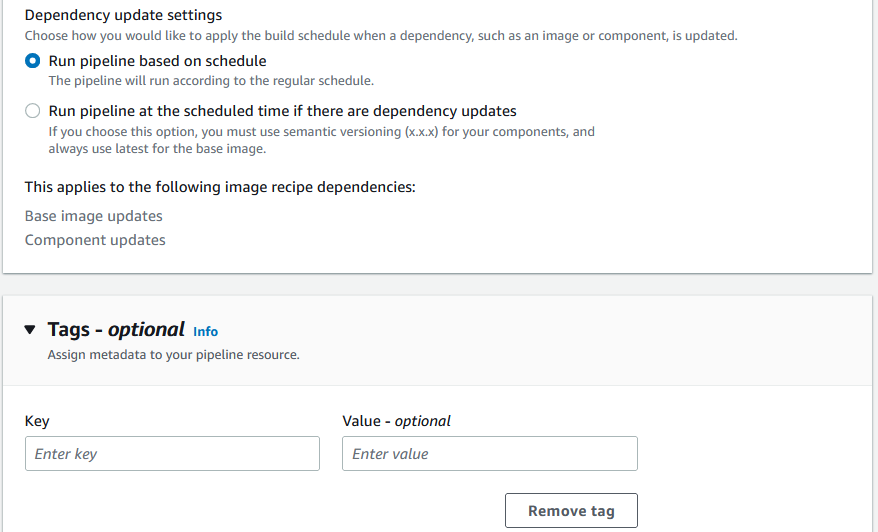 Dependency update settings
Choose how you would like to apply the build schedule when a dependency, such as an image or component, is updated.
Run pipeline based on schedule
The pipeline will run according to the regular schedule.
Run pipeline at the scheduled time if there are dependency updates
If you choose this option, you must use semantic versioning (x.x.x) for your components, and
always use latest for the base image.
This applies to the following image recipe dependencies:
Base image updates
Component updates
Tags - optional Info
Assign metadata to your pipeline resource.
Key
Value - optional
Enter key
Enter value
Remove tag